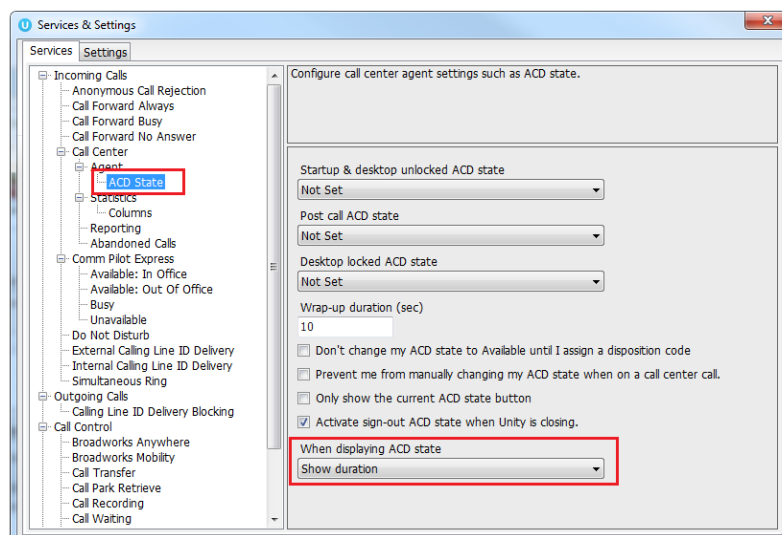 Services & Settings
Services
Settings
Incoming Calls
Anonymous Call Rejection
Call Forward Always
Call Forward Busy
Call Forward No Answer
Call Center
Agent
ACD State
Statistics
Columns
Reporting
Abandoned Calls
Comm Pilot Express
Available: In Office
Available: Out Of Office
Busy
Unavailable
Do Not Disturb
External Calling Line ID Delivery
Internal Calling Line ID Delivery
Simultaneous Ring
Outgoing Calls
Calling Line ID Delivery Blocking
Call Control
Broadworks Anywhere
Broadworks Mobility
Call Transfer
Call Park Retrieve
Call Recording
Call Waiting
Configure call center agent settings such as ACD state.
Startup & desktop unlocked ACD state
Not Set
Post call ACD state
Not Set
Desktop locked ACD state
Not Set
Wrap-up duration (sec)
10
Don't change my ACD state to Available until I assign a disposition code
Prevent me from manually changing my ACD state when on a call center call.
Only show the current ACD state button
Activate sign-out ACD state when Unity is closing.
When displaying ACD state
Show duration